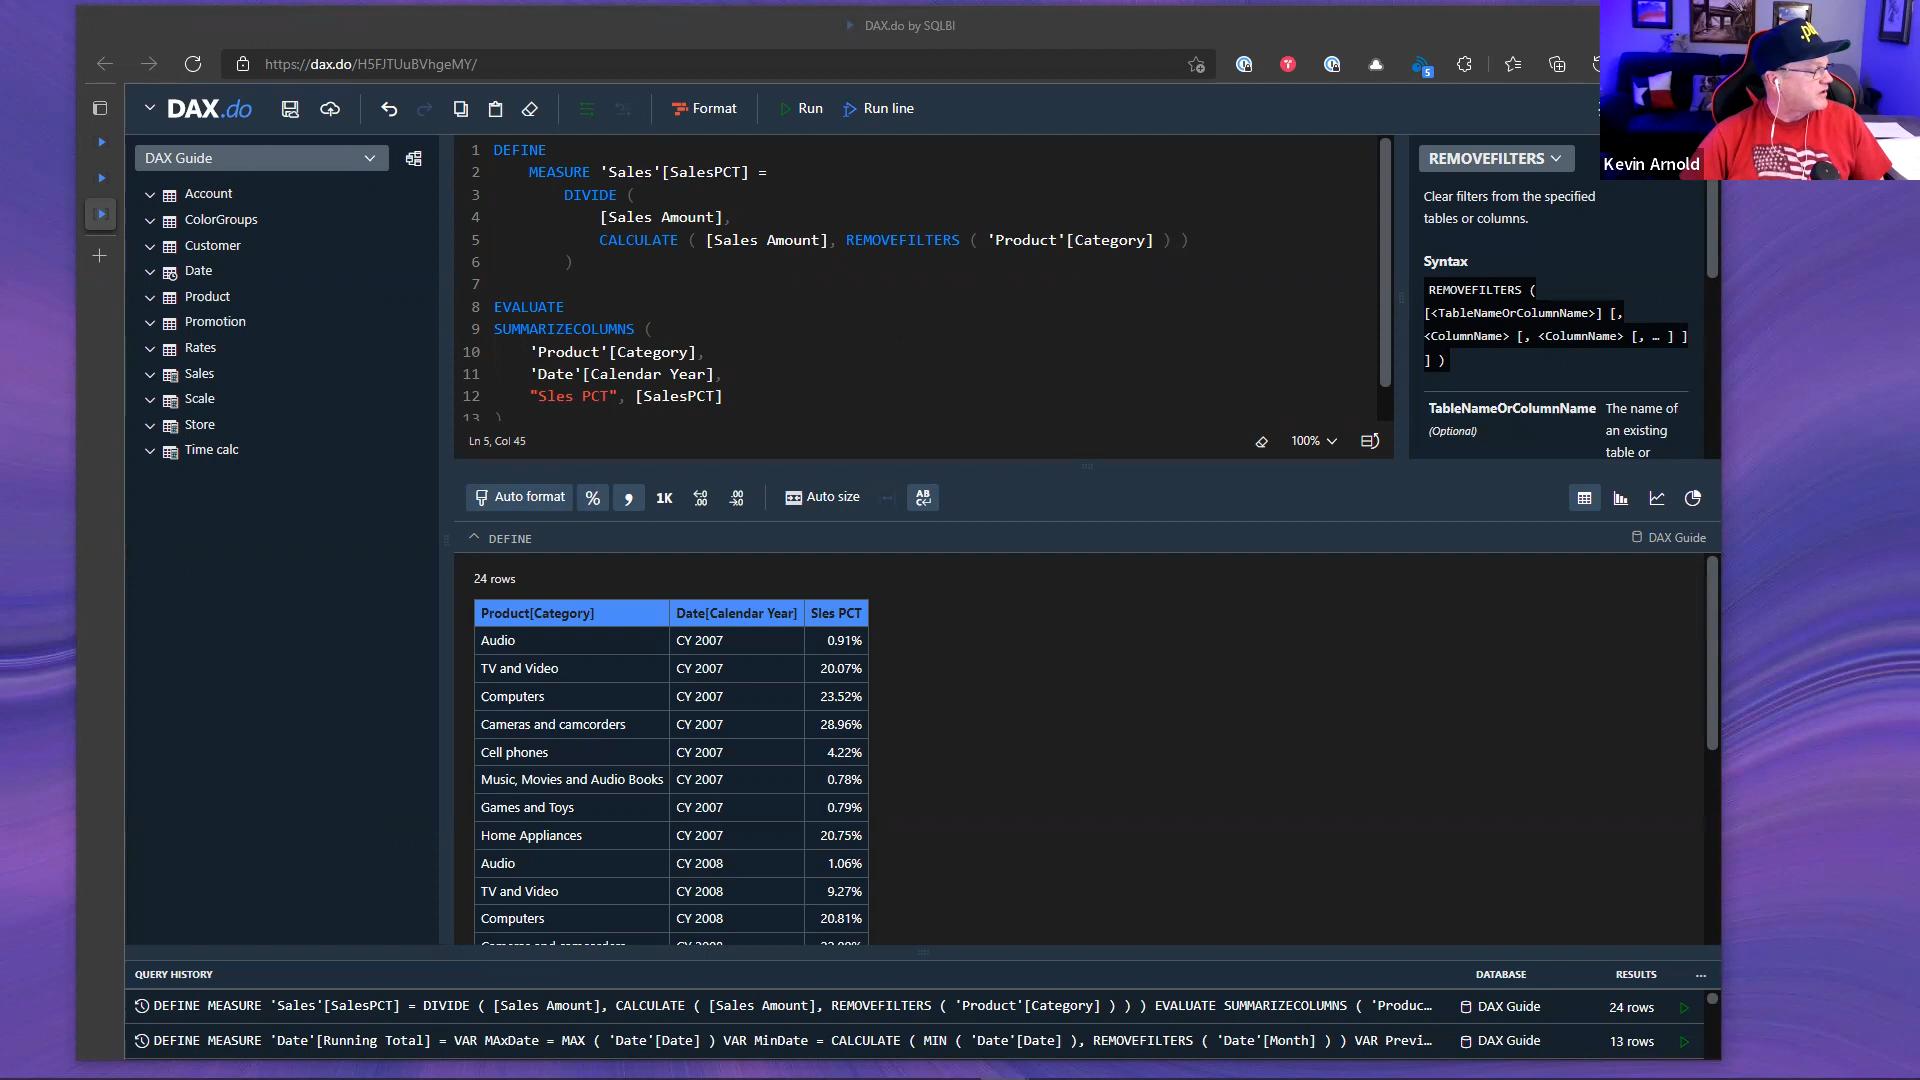 DAX.do by SQLBI
https://dax.do/H5FJTUuBVhgeMY/
5
Kevin Arnold
DAX.do
Format
Run
Run line
DAX Guide
Account
ColorGroups
Customer
Date
Product
Promotion
Rates
Sales
Scale
Store
Time calc
1 DEFINE
2 MEASURE 'Sales'[SalesPCT] =
3 DIVIDE (
4 [Sales Amount],
5 CALCULATE ( [Sales Amount], REMOVEFILTERS ( 'Product'[Category] ) )
6 )
7
8 EVALUATE
9 SUMMARIZECOLUMNS (
10 'Product'[Category],
11 'Date'[Calendar Year],
12 "Sles PCT", [SalesPCT]
13 )
Ln 5, Col 45
100%
REMOVEFILTERS
Clear filters from the specified
tables or columns.
Syntax
REMOVEFILTERS (
[<TableNameOrColumnName>] [,
<ColumnName> [, <ColumnName> [, … ] ]
] )
TableNameOrColumnName The name of
(Optional) an existing
table or
Auto format % , 1K .00 .00 Auto size AB C
DEFINE
DAX Guide
24 rows
Product[Category] Date[Calendar Year] Sles PCT
Audio CY 2007 0.91%
TV and Video CY 2007 20.07%
Computers CY 2007 23.52%
Cameras and camcorders CY 2007 28.96%
Cell phones CY 2007 4.22%
Music, Movies and Audio Books CY 2007 0.78%
Games and Toys CY 2007 0.79%
Home Appliances CY 2007 20.75%
Audio CY 2008 1.06%
TV and Video CY 2008 9.27%
Computers CY 2008 20.81%
Cameras and camcorders CY 2008
QUERY HISTORY DATABASE RESULTS ...
DEFINE MEASURE 'Sales'[SalesPCT] = DIVIDE ( [Sales Amount], CALCULATE ( [Sales Amount], REMOVEFILTERS ( 'Product'[Category] ) ) ) EVALUATE SUMMARIZECOLUMNS ( 'Produc… DAX Guide 24 rows
DEFINE MEASURE 'Date'[Running Total] = VAR MAxDate = MAX ( 'Date'[Date] ) VAR MinDate = CALCULATE ( MIN ( 'Date'[Date] ), REMOVEFILTERS ( 'Date'[Month] ) ) VAR Previ… DAX Guide 13 rows